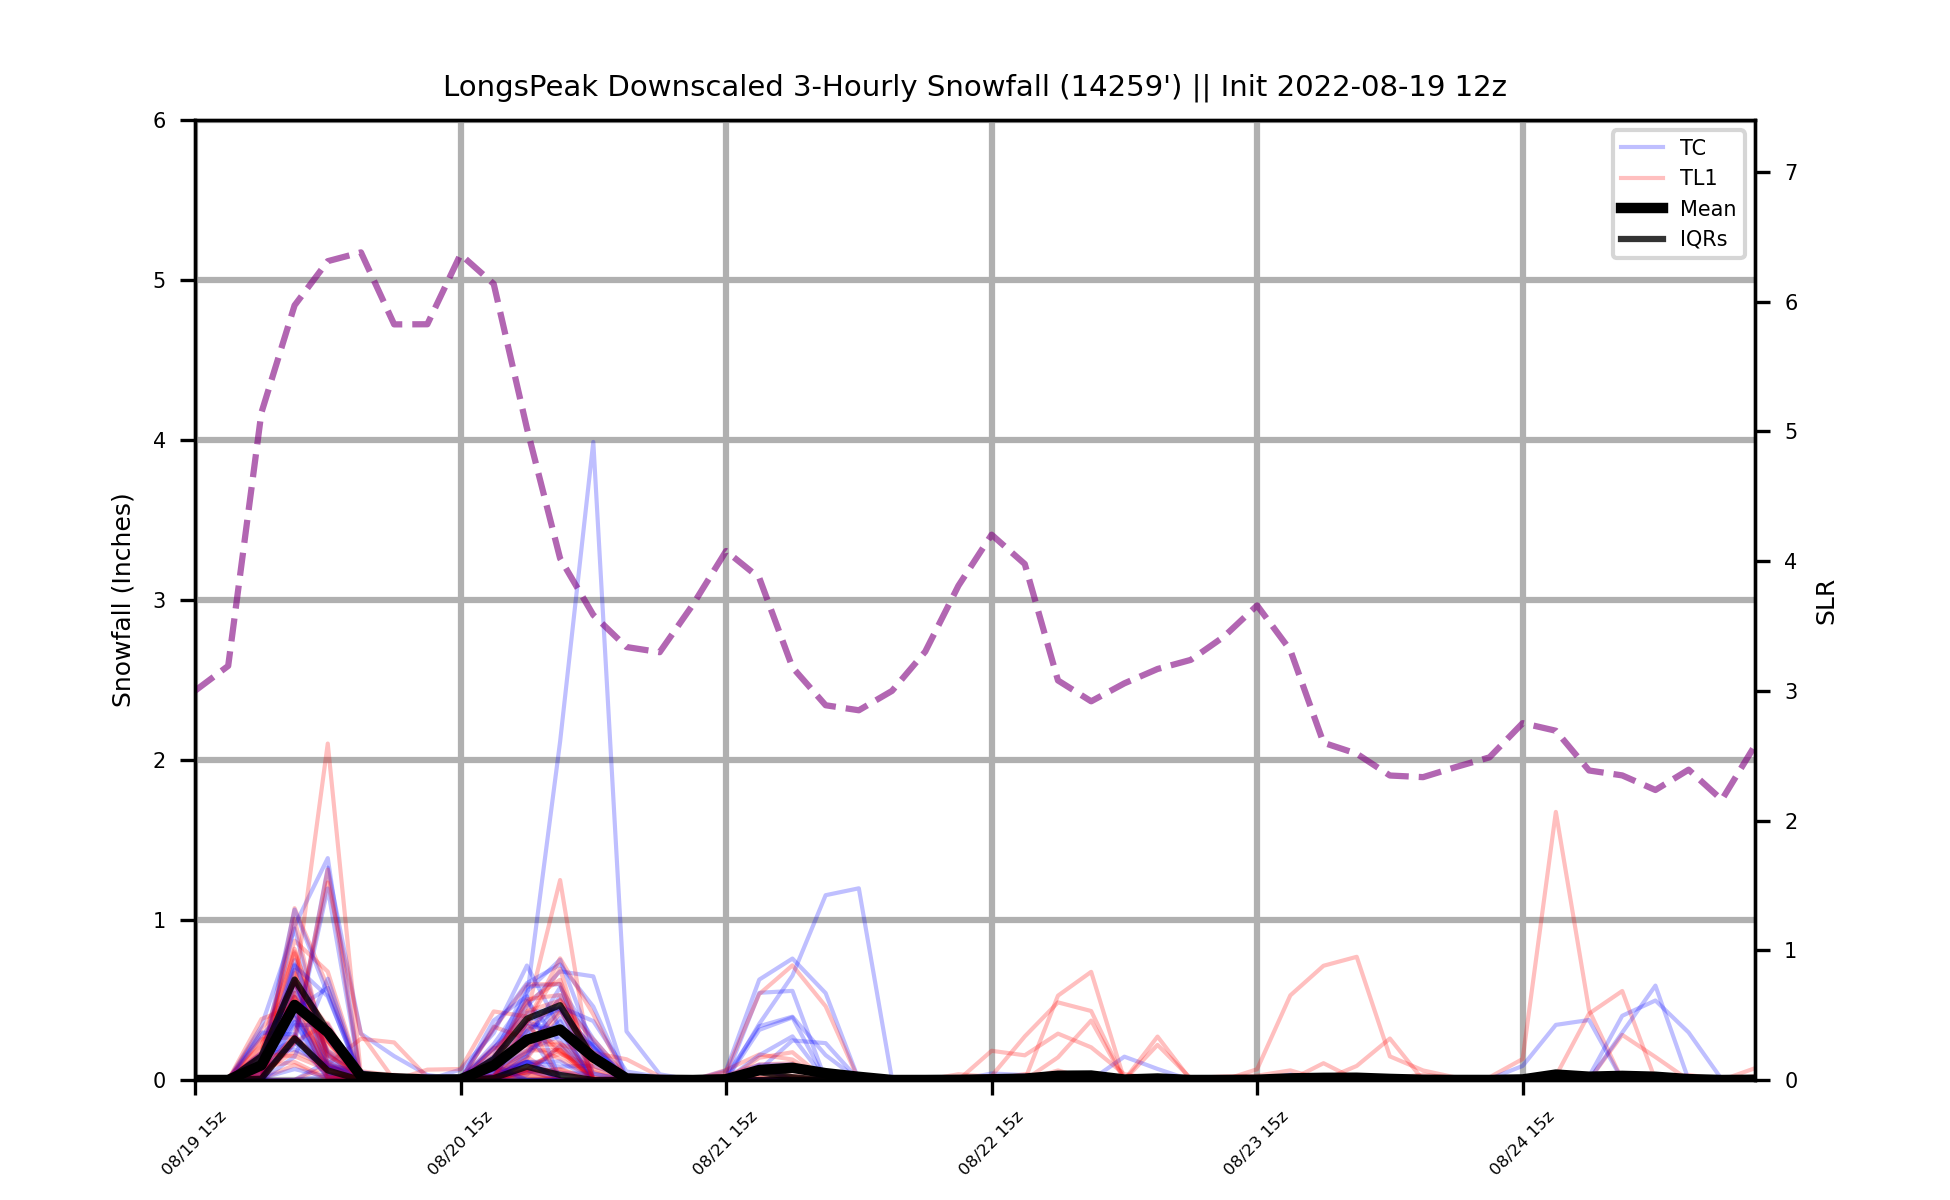 LongsPeak Downscaled 3-Hourly Snowfall (14259') || Init 2022-08-19 12z
TC
TL1
Mean
IQRs
6
5
4
3
2
1
0
Snowfall (Inches)
7
6
5
4
3
2
1
0
SLR
08/19 15z
08/20 15z
08/21 15z
08/22 15z
08/23 15z
08/24 15z